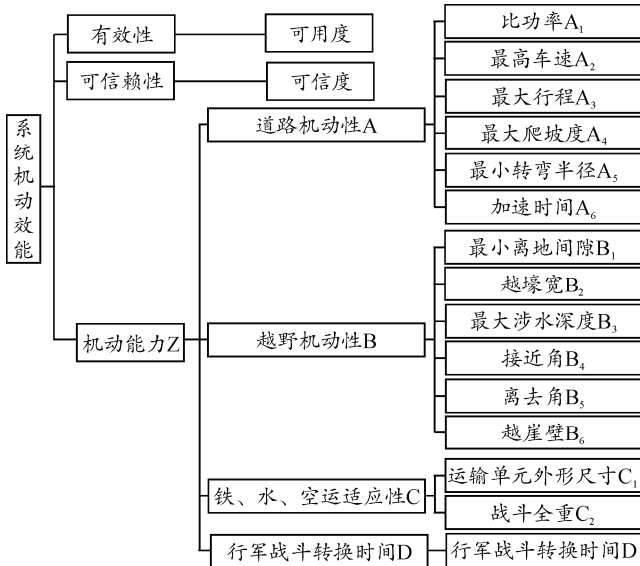 系统机动效能
有效性
可用度
可信赖性
可信度
机动能力Z
道路机动性A
比功率A₁
最高车速A₂
最大行程A₃
最大爬坡度A₄
最小转弯半径A₅
加速时间A₆
越野机动性B
最小离地间隙B₁
越壕宽B₂
最大涉水深度B₃
接近角B₄
离去角B₅
越崖壁B₆
铁、水、空运适应性C
运输单元外形尺寸C₁
战斗全重C₂
行军战斗转换时间D
行军战斗转换时间D